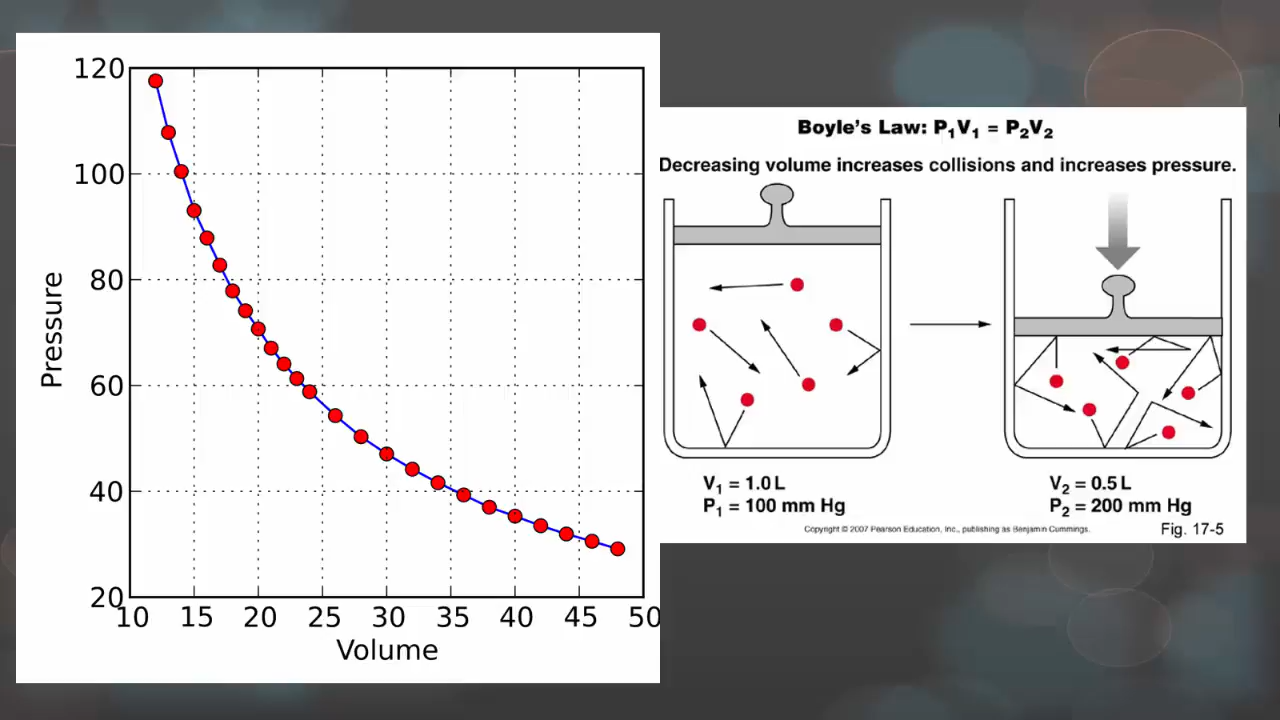 120
100
80
60
40
20
10 15 20 25 30 35 40 45 50
Pressure
Volume
Boyle's Law: P₁V₁ = P₂V₂
Decreasing volume increases collisions and increases pressure.
V₁ = 1.0 L
P₁ = 100 mm Hg
V₂ = 0.5 L
P₂ = 200 mm Hg
Copyright © 2007 Pearson Education, Inc., publishing as Benjamin Cummings.
Fig. 17-5